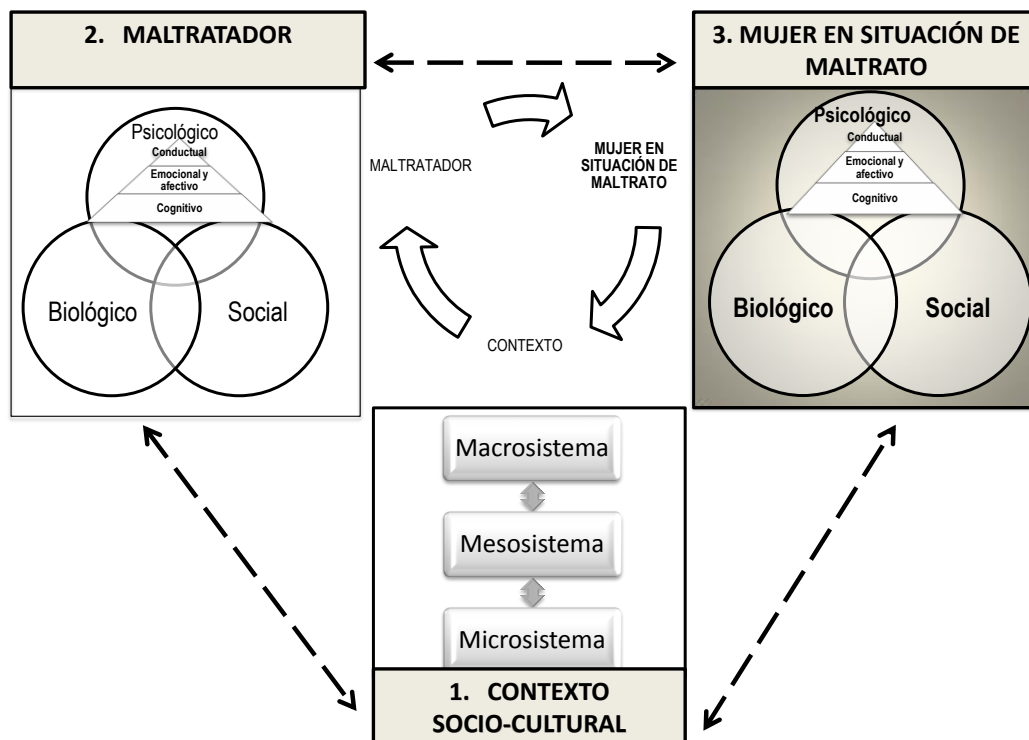 2. MALTRATADOR
Psicológico
Conductual
Emocional y
afectivo
Cognitivo
Biológico
Social
MALTRATADOR
MUJER EN
SITUACIÓN DE
MALTRATO
CONTEXTO
3. MUJER EN SITUACIÓN DE
MALTRATO
Psicológico
Conductual
Emocional y
afectivo
Cognitivo
Biológico
Social
Macrosistema
Mesosistema
Microsistema
1. CONTEXTO
SOCIO-CULTURAL